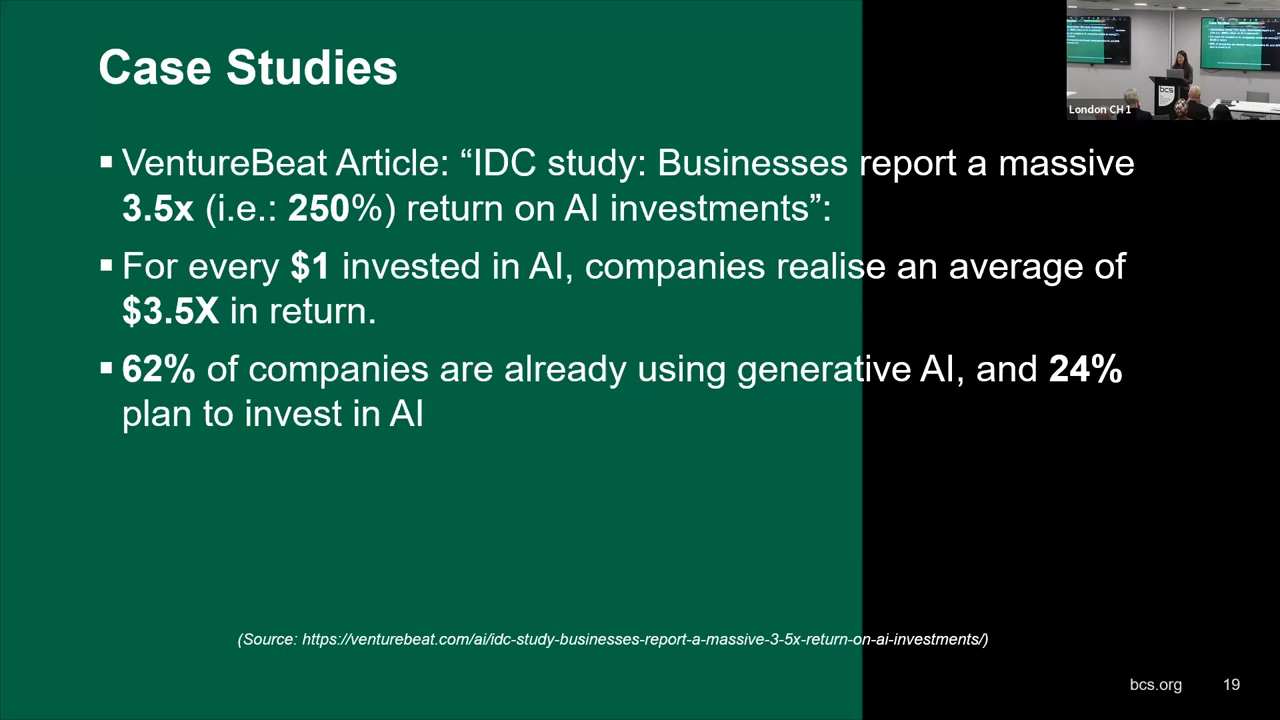 Case Studies
▪ VentureBeat Article: “IDC study: Businesses report a massive
3.5x (i.e.: 250%) return on AI investments”:
▪ For every $1 invested in AI, companies realise an average of
$3.5X in return.
▪ 62% of companies are already using generative AI, and 24%
plan to invest in AI
(Source: https://venturebeat.com/ai/idc-study-businesses-report-a-massive-3-5x-return-on-ai-investments/)
bcs.org 19
bcs
London CH 1